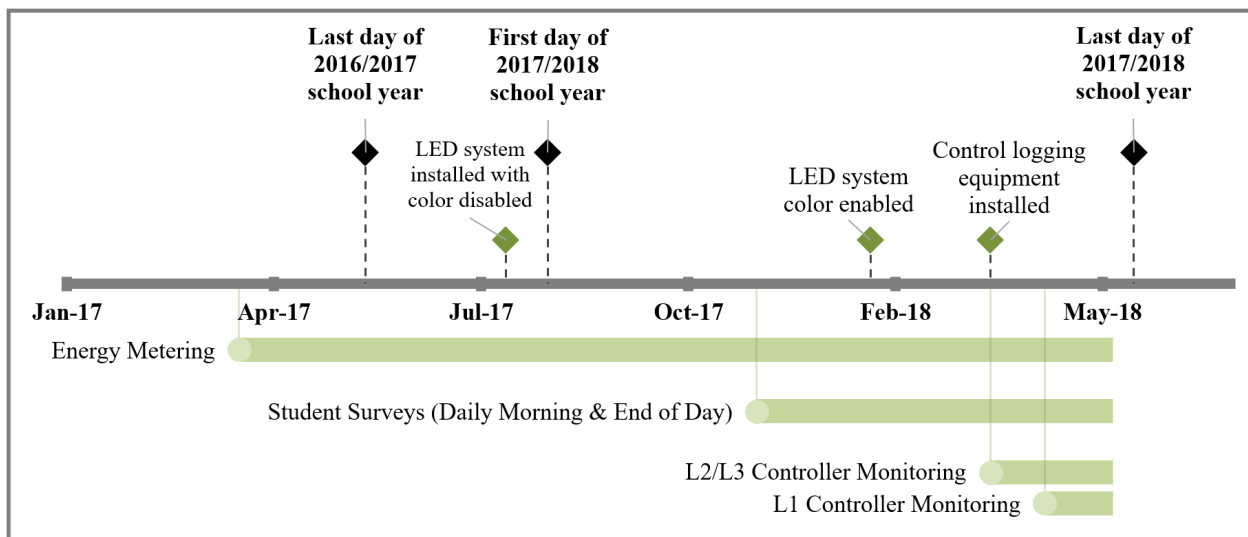 Last day of
2016/2017
school year
First day of
2017/2018
school year
Last day of
2017/2018
school year
LED system
installed with
color disabled
LED system
color enabled
Control logging
equipment
installed
Jan-17
Apr-17
Jul-17
Oct-17
Feb-18
May-18
Energy Metering
Student Surveys (Daily Morning & End of Day)
L2/L3 Controller Monitoring
L1 Controller Monitoring